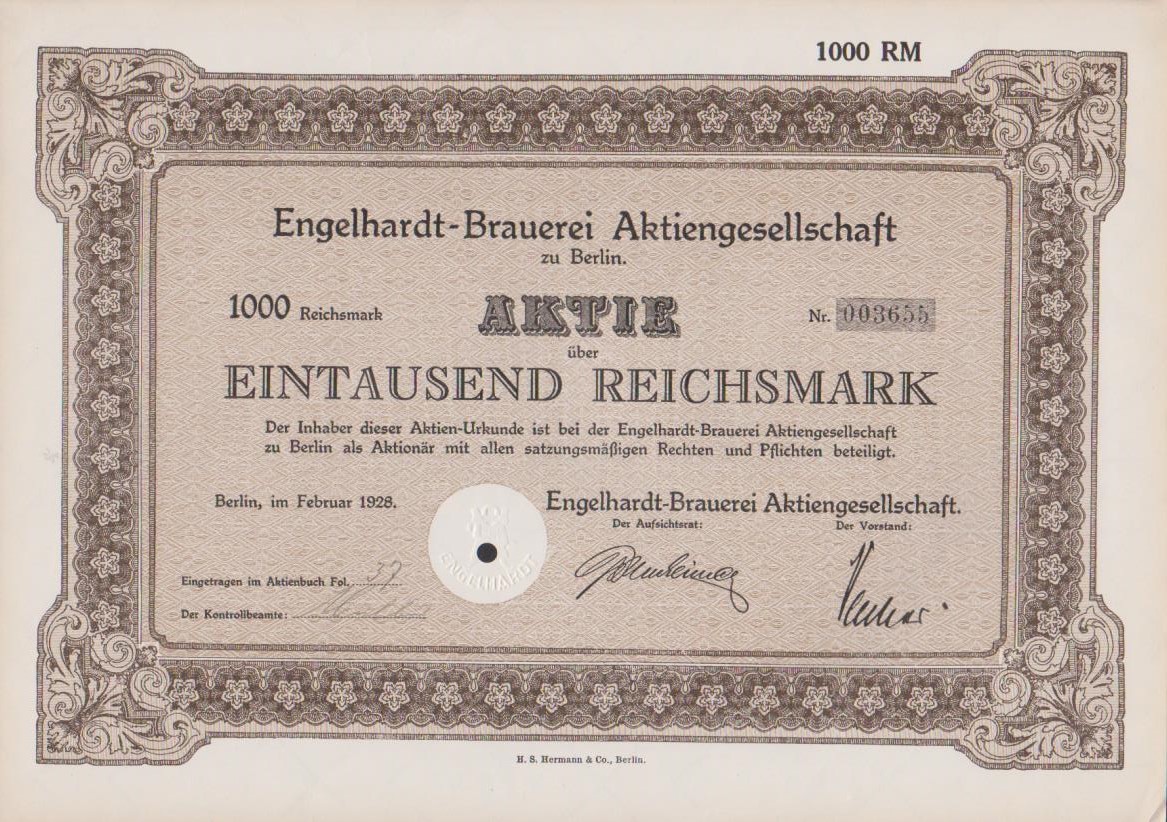 1000 RM
Engelhardt-Brauerei Aktiengesellschaft
zu Berlin.
1000 Reichsmark AKTIE Nr. 003655
über
EINTAUSEND REICHSMARK
Der Inhaber dieser Aktien-Urkunde ist bei der Engelhardt-Brauerei Aktiengesellschaft
zu Berlin als Aktionär mit allen satzungsmäßigen Rechten und Pflichten beteiligt.
Berlin, im Februar 1928.
Engelhardt-Brauerei Aktiengesellschaft.
Der Aufsichtsrat: Der Vorstand:
ENGELHARDT
Eingetragen im Aktienbuch Fol.
Der Kontrollbeamte:
H. S. Hermann & Co., Berlin.